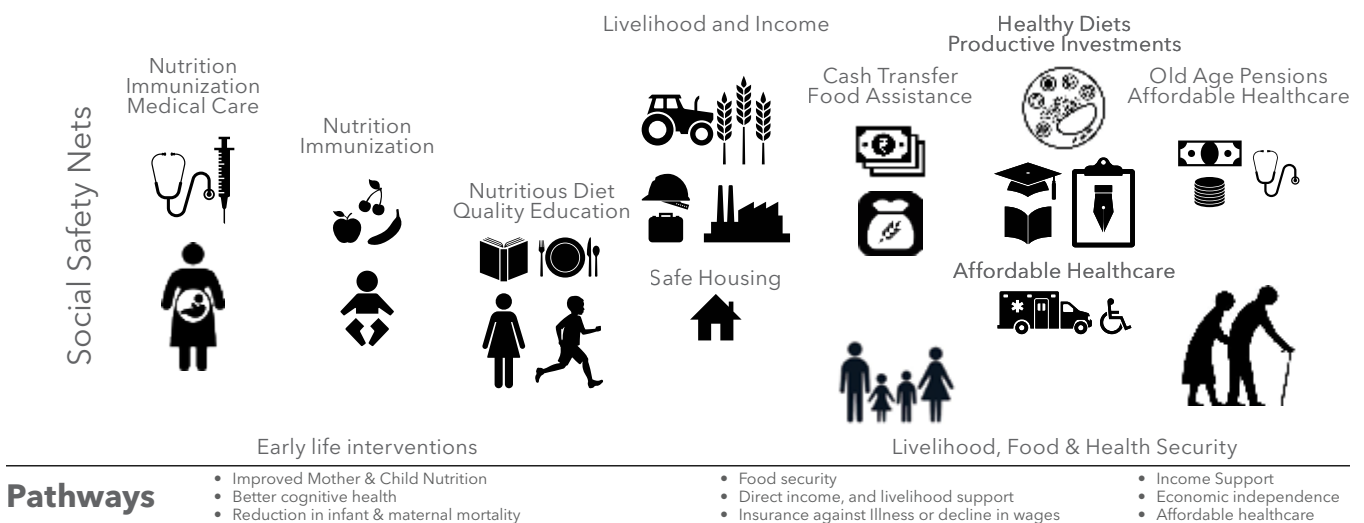 Social Safety Nets
Nutrition
Immunization
Medical Care
Nutrition
Immunization
Nutritious Diet
Quality Education
Livelihood and Income
Safe Housing
Cash Transfer
Food Assistance
Healthy Diets
Productive Investments
Affordable Healthcare
Old Age Pensions
Affordable Healthcare
Early life interventions
Livelihood, Food & Health Security
Pathways
• Improved Mother & Child Nutrition
• Better cognitive health
• Reduction in infant & maternal mortality
• Food security
• Direct income, and livelihood support
• Insurance against Illness or decline in wages
• Income Support
• Economic independence
• Affordable healthcare